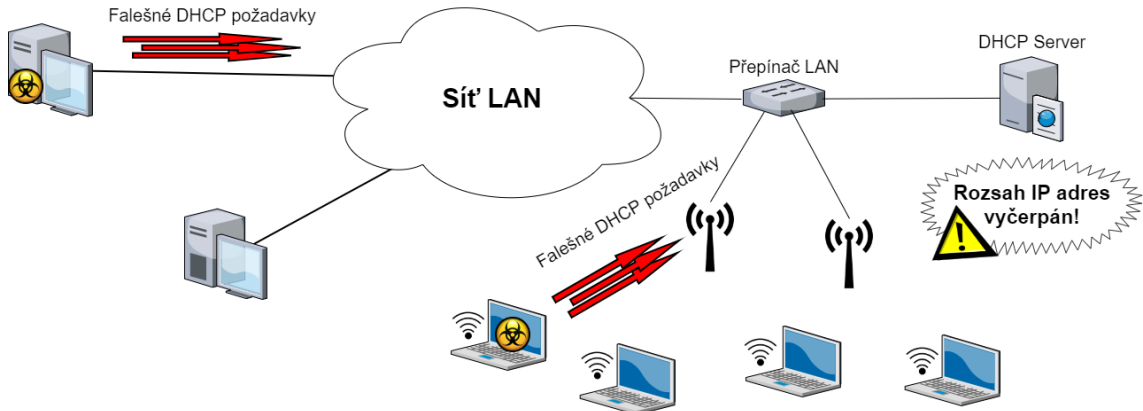 Falešné DHCP požadavky
DHCP Server
Přepínač LAN
Síť LAN
Falešné DHCP požadavky
Rozsah IP adres
vyčerpán!